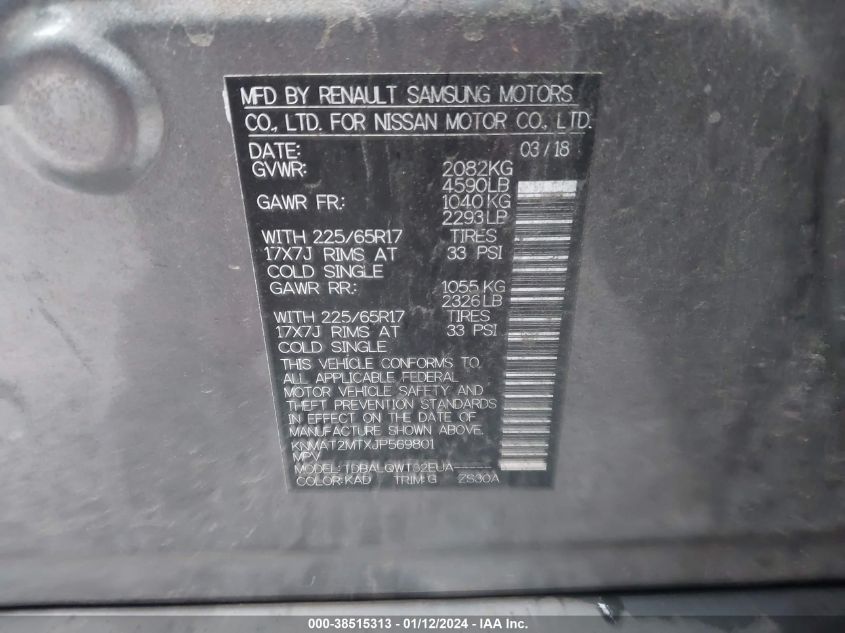 MFD BY RENAULT SAMSUNG MOTORS
CO., LTD. FOR NISSAN MOTOR CO., LTD.
DATE: 03/18
GVWR: 2082KG
4590LB
GAWR FR.: 1040KG
2293LB
WITH 225/65R17 TIRES
17X7J RIMS AT 33 PSI
COLD SINGLE
GAWR RR.: 1055KG
2326LB
WITH 225/65R17 TIRES
17X7J RIMS AT 33 PSI
COLD SINGLE
THIS VEHICLE CONFORMS TO
ALL APPLICABLE FEDERAL
MOTOR VEHICLE SAFETY AND
THEFT PREVENTION STANDARDS
IN EFFECT ON THE DATE OF
MANUFACTURE SHOWN ABOVE.
KNMAT2MTXJP569801
MPV
MODEL: TDBALQWT32EUA-----
COLOR:KAD TRIM:G ZS30A
000-38515313 - 01/12/2024 - IAA Inc.